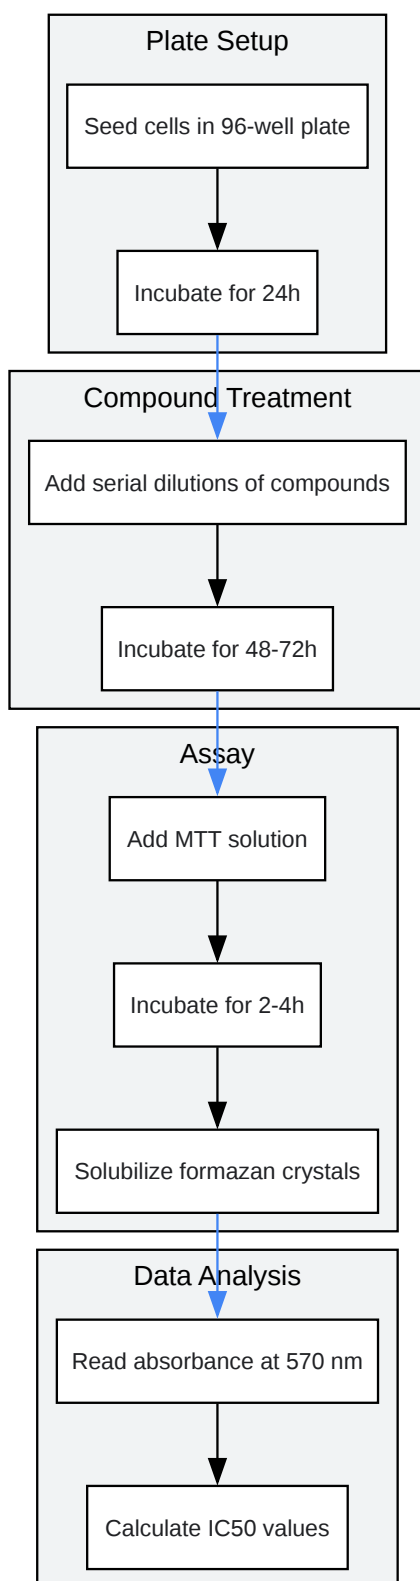 Plate Setup
Seed cells in 96-well plate
Incubate for 24h
Compound Treatment
Add serial dilutions of compounds
Incubate for 48-72h
Assay
Add MTT solution
Incubate for 2-4h
Solubilize formazan crystals
Data Analysis
Read absorbance at 570 nm
Calculate IC50 values